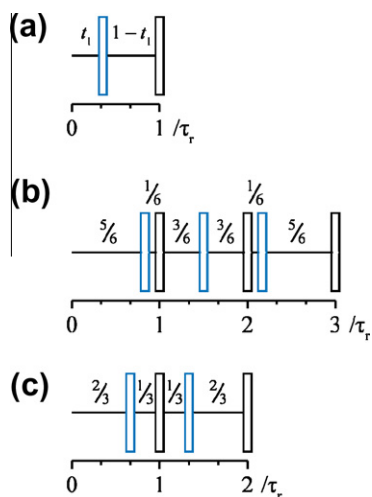 (a)
t₁ 1 – t₁
0 1 /τᵣ
(b)
1/6 1/6
5/6 3/6 3/6 5/6
0 1 2 3 /τᵣ
(c)
2/3 1/3 1/3 2/3
0 1 2 /τᵣ